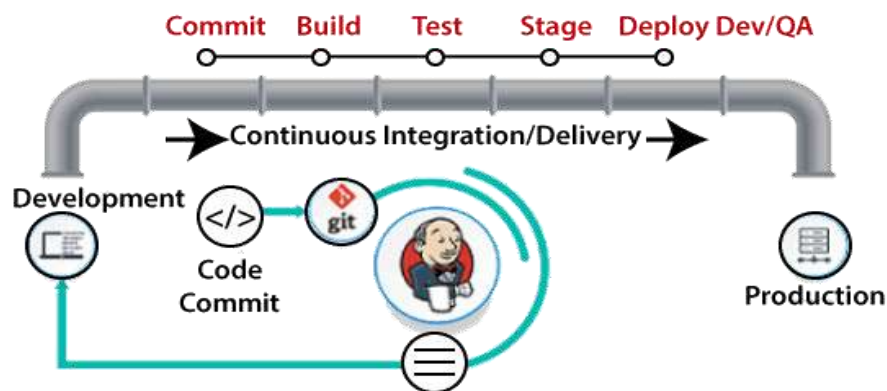 Commit Build Test Stage Deploy Dev/QA
Continuous Integration/Delivery
Development
</>
git
Code
Commit
Production